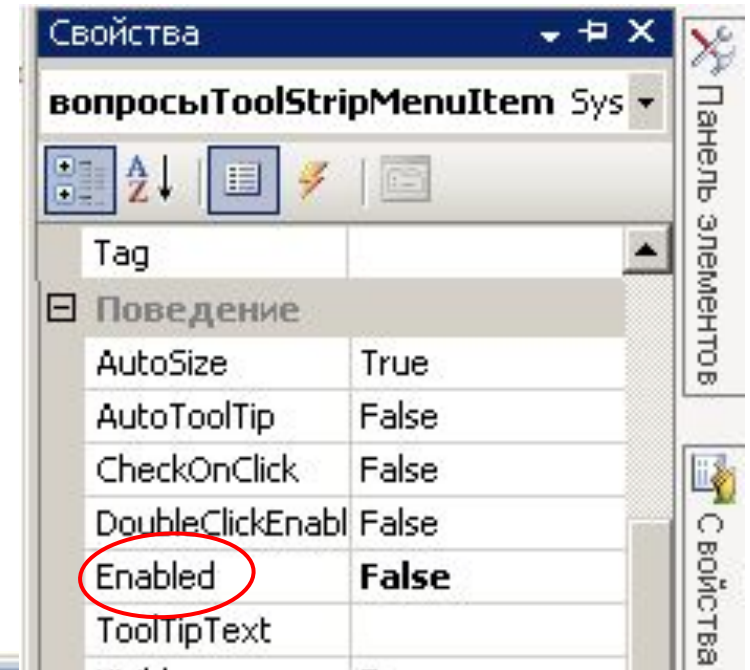 Свойства
вопросыToolStripMenuItem Sys
A
Z
Tag
Поведение
AutoSize True
AutoToolTip False
CheckOnClick False
DoubleClickEnabl False
Enabled False
ToolTipText
Панель элементов
Свойства